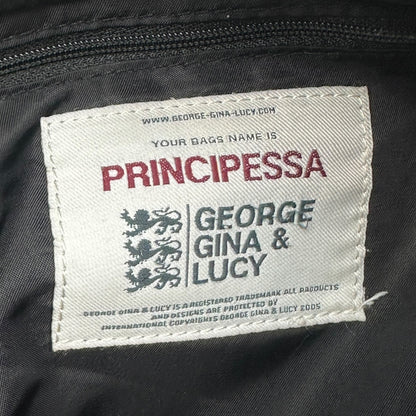 WWW.GEORGE-GINA-LUCY.COM
YOUR BAGS NAME IS
PRINCIPESSA
GEORGE
GINA &
LUCY
GEORGE GINA & LUCY IS A REGISTERED TRADEMARK ALL PRODUCTS
AND DESIGNS ARE PROTECTED BY
INTERNATIONAL COPYRIGHTS GEORGE GINA & LUCY 2005